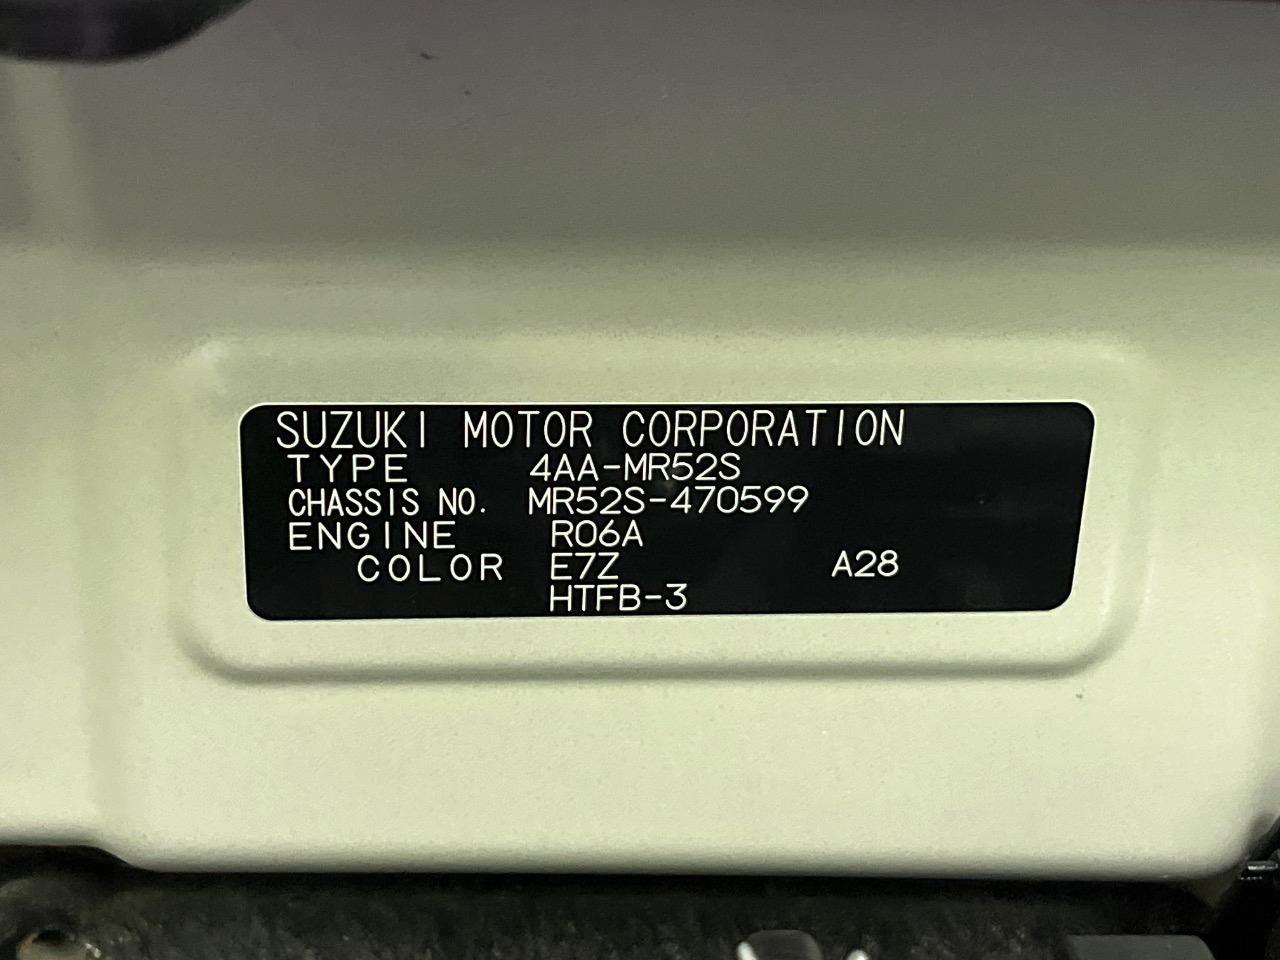 SUZUKI MOTOR CORPORATION
TYPE 4AA-MR52S
CHASSIS NO. MR52S-470599
ENGINE R06A
COLOR E7Z A28
HTFB-3